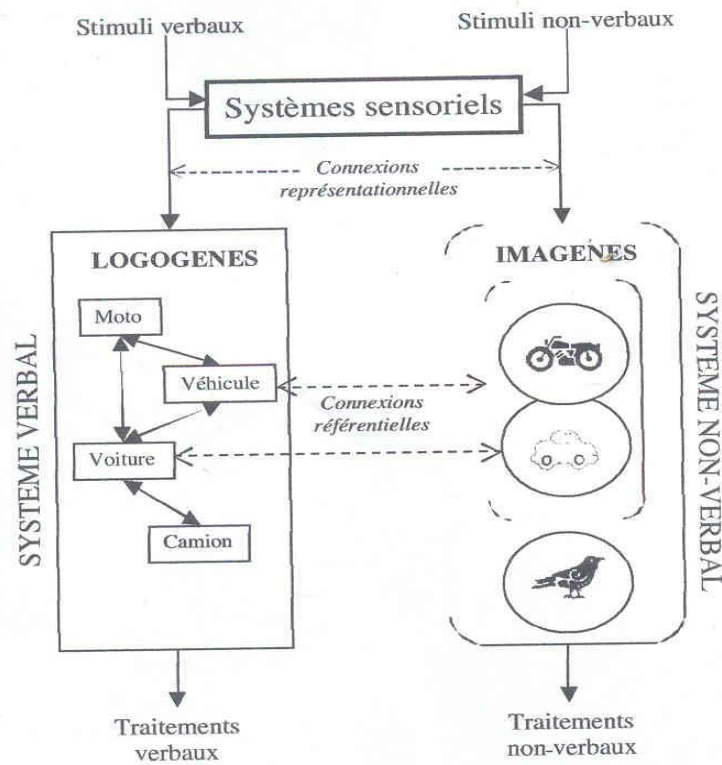 Stimuli verbaux
Stimuli non-verbaux
Systèmes sensoriels
Connexions
représentationnelles
LOGOGENES
IMAGENES
Moto
Véhicule
Connexions
référentielles
Voiture
Camion
SYSTEME VERBAL
SYSTEME NON-VERBAL
Traitements
verbaux
Traitements
non-verbaux